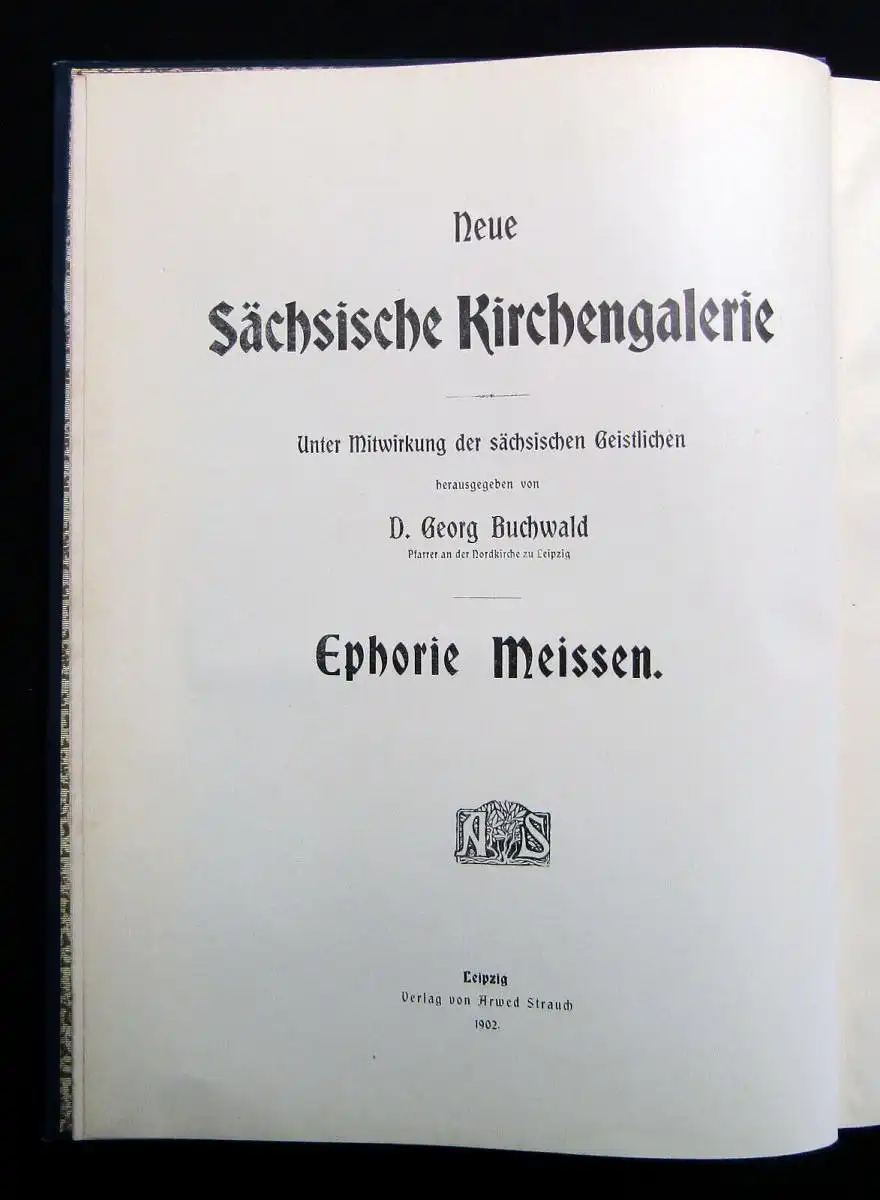 Neue
Sächsische Kirchengalerie
Unter Mitwirkung der sächsischen Geistlichen
herausgegeben von
D. Georg Buchwald
Pfarrer an der Nordkirche zu Leipzig
Ephorie Meissen.
A S
Leipzig
Verlag von Arwed Strauch
1902.